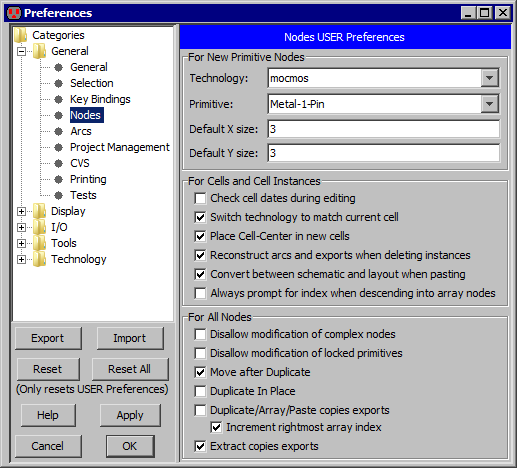 Preferences
Categories
General
General
Selection
Key Bindings
Nodes
Arcs
Project Management
CVS
Printing
Tests
Display
I/O
Tools
Technology
Export
Import
Reset
Reset All
(Only resets USER Preferences)
Help
Apply
Cancel
OK
Nodes USER Preferences
For New Primitive Nodes
Technology: mocmos
Primitive: Metal-1-Pin
Default X size: 3
Default Y size: 3
For Cells and Cell Instances
Check cell dates during editing
Switch technology to match current cell
Place Cell-Center in new cells
Reconstruct arcs and exports when deleting instances
Convert between schematic and layout when pasting
Always prompt for index when descending into array nodes
For All Nodes
Disallow modification of complex nodes
Disallow modification of locked primitives
Move after Duplicate
Duplicate In Place
Duplicate/Array/Paste copies exports
Increment rightmost array index
Extract copies exports